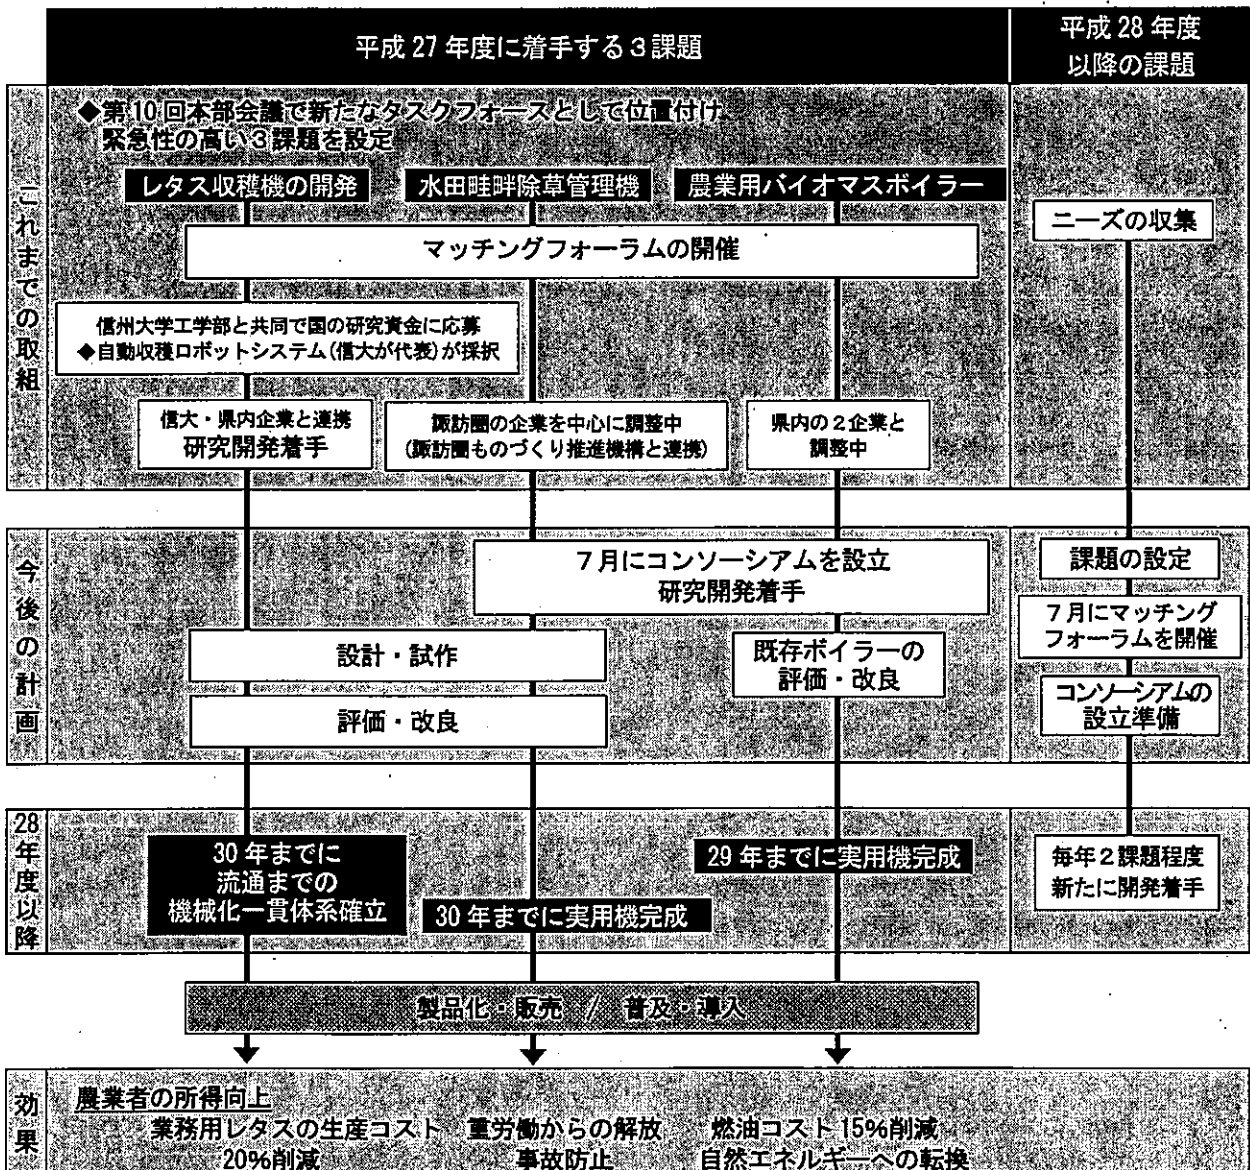 平成 27 年度に着手する３課題
平成 28 年度
以降の課題
これまでの取組
◆第 10 回本部会議で新たなタスクフォースとして位置付け
緊急性の高い３課題を設定
レタス収穫機の開発
水田畦畔除草管理機
農業用バイオマスボイラー
マッチングフォーラムの開催
ニーズの収集
信州大学工学部と共同で国の研究資金に応募
◆自動収穫ロボットシステム(信大が代表)が採択
信大・県内企業と連携
研究開発着手
諏訪圏の企業を中心に調整中
(諏訪圏ものづくり推進機構と連携)
県内の２企業と
調整中
今後の計画
７月にコンソーシアムを設立
研究開発着手
設計・試作
評価・改良
既存ボイラーの
評価・改良
課題の設定
７月にマッチング
フォーラムを開催
コンソーシアムの
設立準備
28年度以降
30 年までに
流通までの
機械化一貫体系確立
30 年までに実用機完成
29 年までに実用機完成
毎年２課題程度
新たに開発着手
製品化・販売 / 普及・導入
効果
農業者の所得向上
業務用レタスの生産コスト
20%削減
重労働からの解放
事故防止
燃油コスト 15%削減
自然エネルギーへの転換